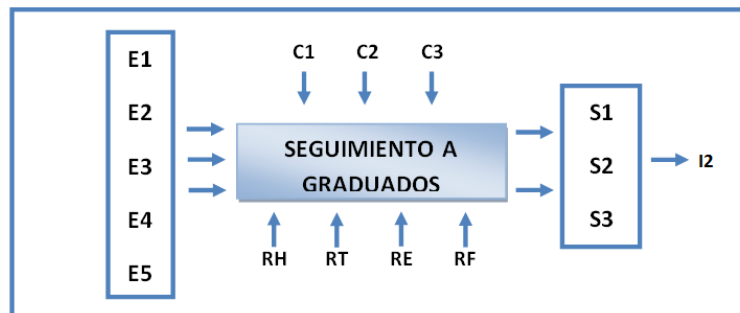 E1
E2
E3
E4
E5
C1 C2 C3
SEGUIMIENTO A
GRADUADOS
RH RT RE RF
S1
S2
S3
I2